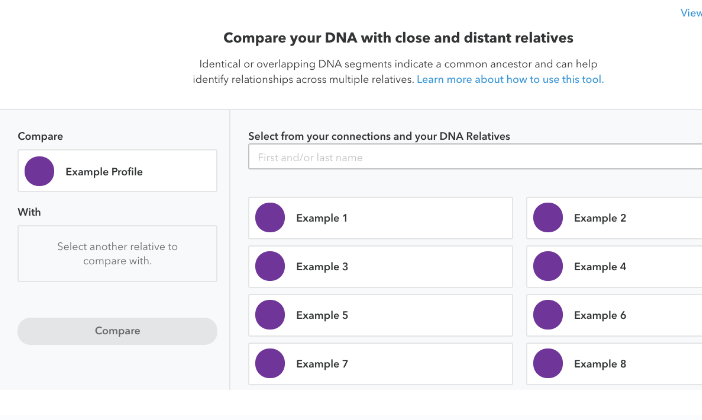 View
Compare your DNA with close and distant relatives
Identical or overlapping DNA segments indicate a common ancestor and can help
identify relationships across multiple relatives. Learn more about how to use this tool.
Compare
Example Profile
With
Select another relative to
compare with.
Compare
Select from your connections and your DNA Relatives
First and/or last name
Example 1
Example 2
Example 3
Example 4
Example 5
Example 6
Example 7
Example 8